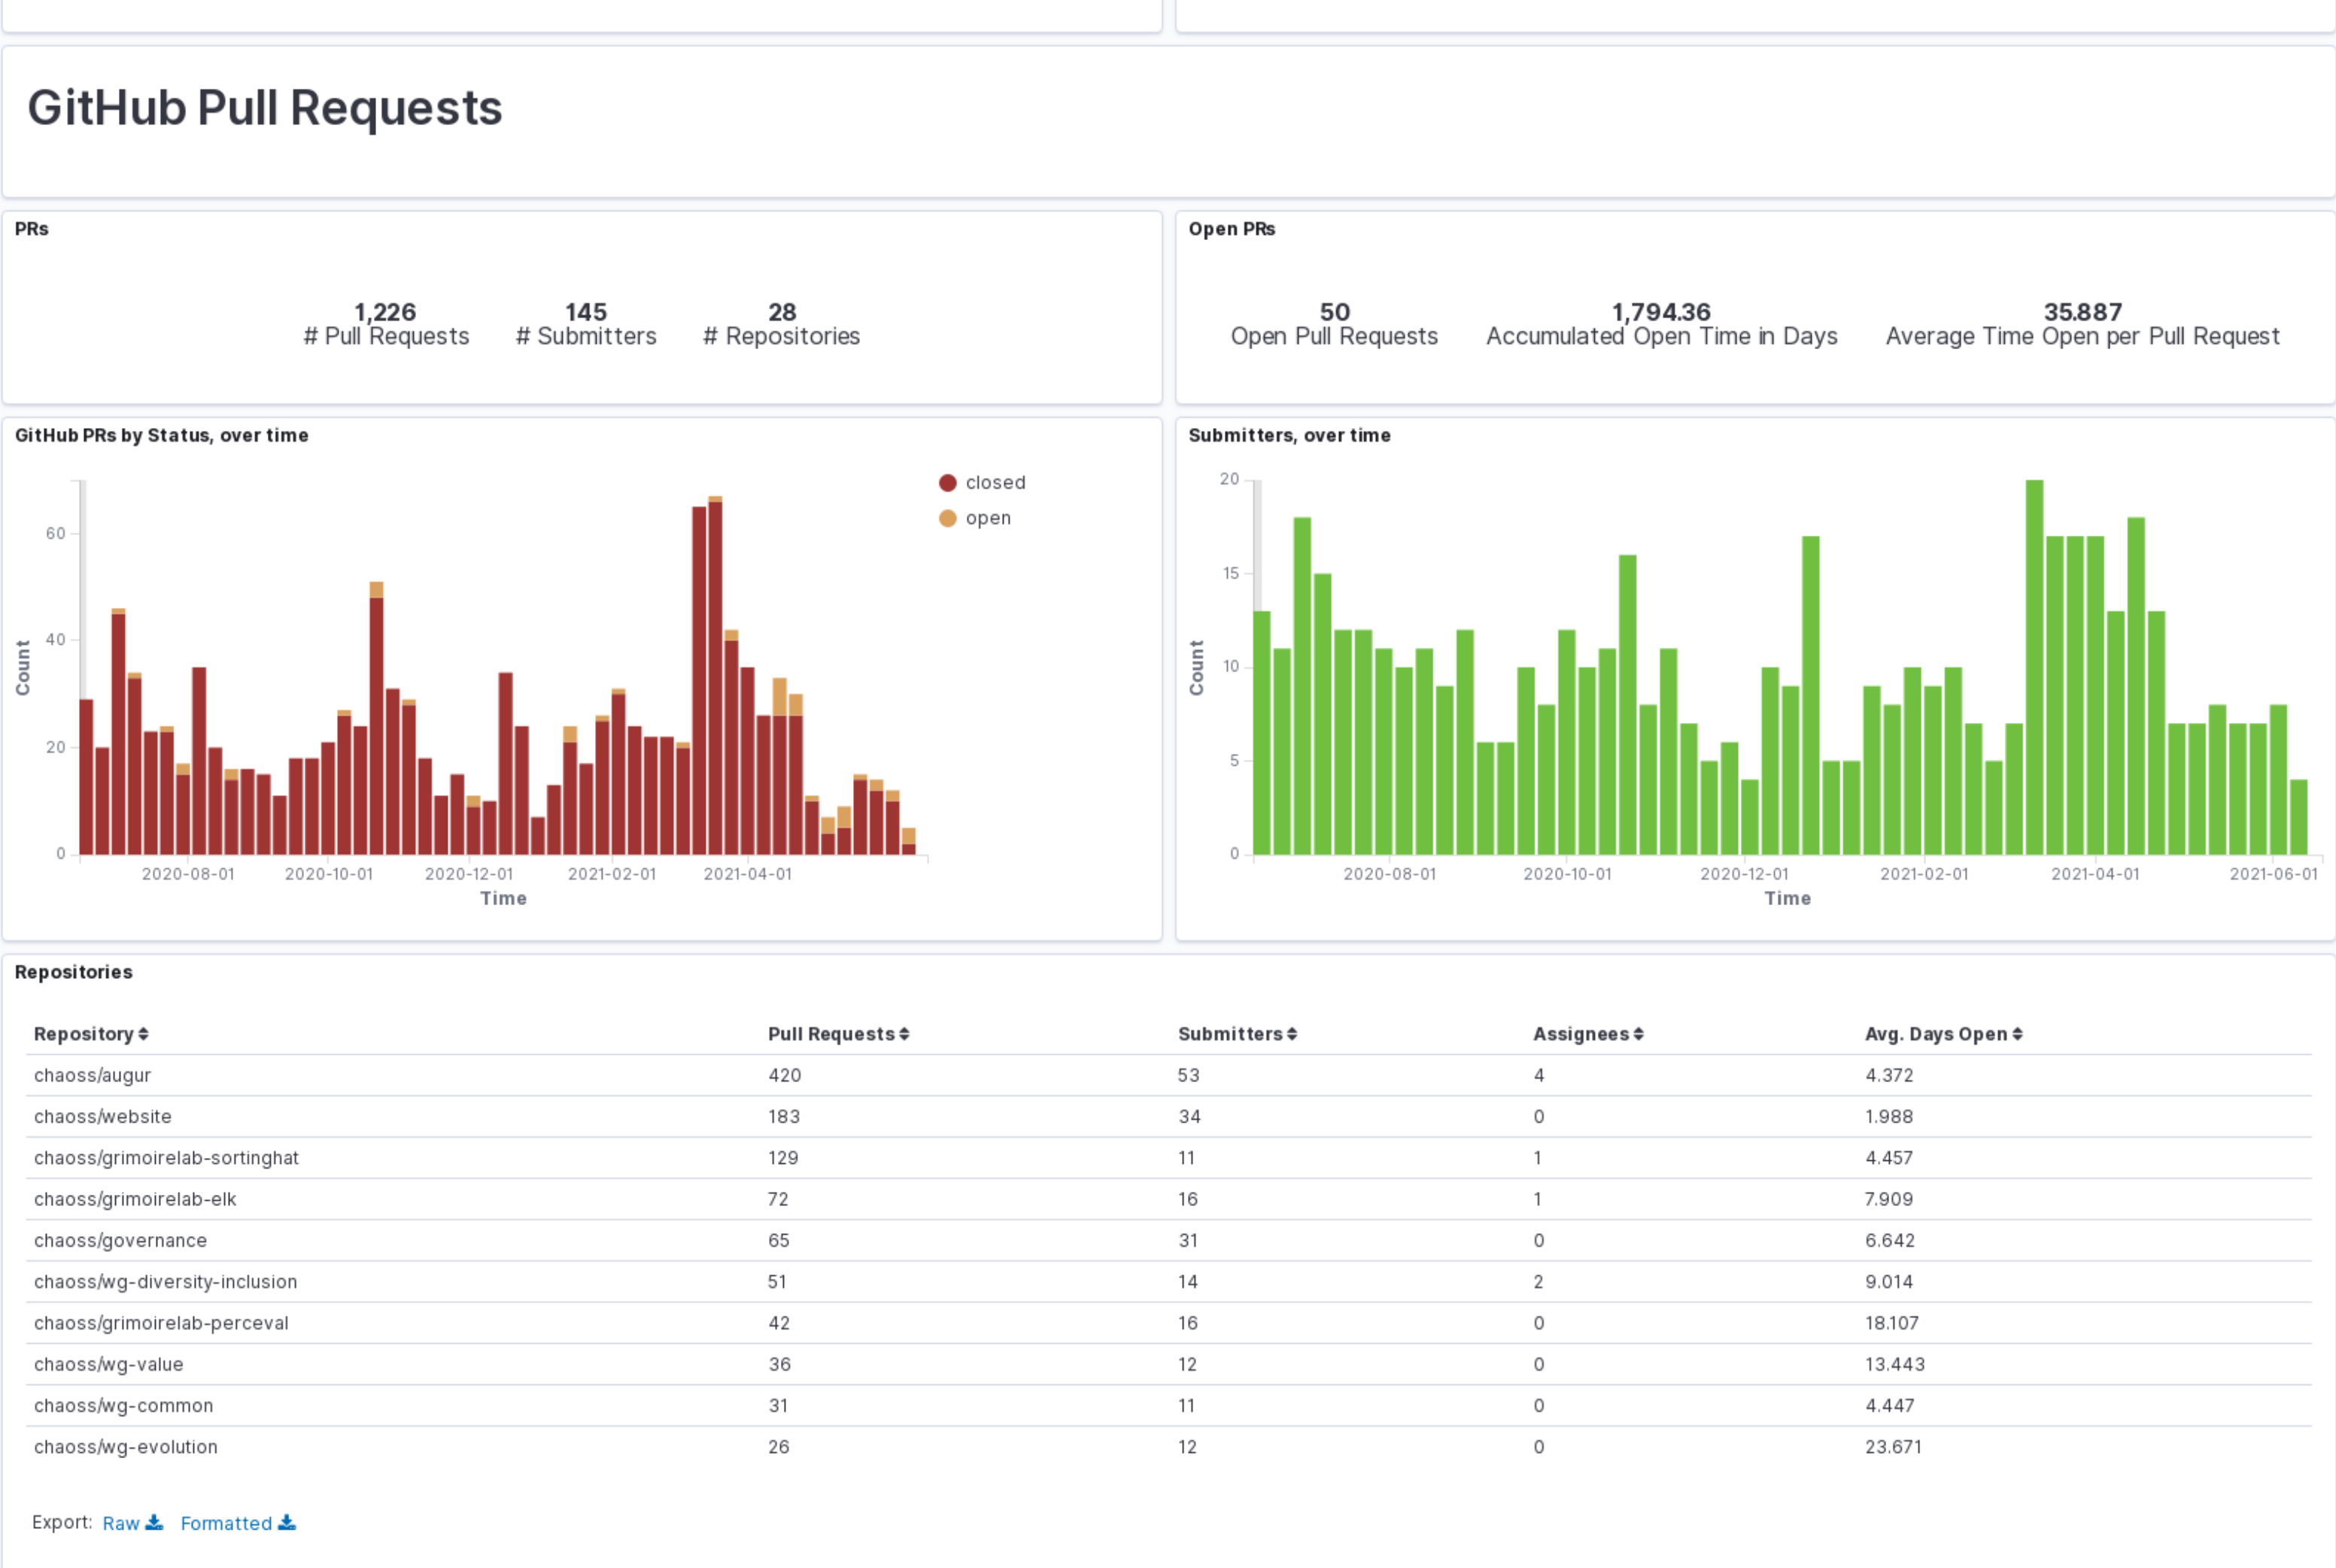 GitHub Pull Requests
PRs
1,226 145 28
# Pull Requests # Submitters # Repositories
Open PRs
50 1,794.36 35.887
Open Pull Requests Accumulated Open Time in Days Average Time Open per Pull Request
GitHub PRs by Status, over time
closed
open
60
40
20
0
Count
2020-08-01 2020-10-01 2020-12-01 2021-02-01 2021-04-01
Time
Submitters, over time
20
15
10
5
0
Count
2020-08-01 2020-10-01 2020-12-01 2021-02-01 2021-04-01 2021-06-01
Time
Repositories
Repository Pull Requests Submitters Assignees Avg. Days Open
chaoss/augur 420 53 4 4.372
chaoss/website 183 34 0 1.988
chaoss/grimoirelab-sortinghat 129 11 1 4.457
chaoss/grimoirelab-elk 72 16 1 7.909
chaoss/governance 65 31 0 6.642
chaoss/wg-diversity-inclusion 51 14 2 9.014
chaoss/grimoirelab-perceval 42 16 0 18.107
chaoss/wg-value 36 12 0 13.443
chaoss/wg-common 31 11 0 4.447
chaoss/wg-evolution 26 12 0 23.671
Export: Raw Formatted